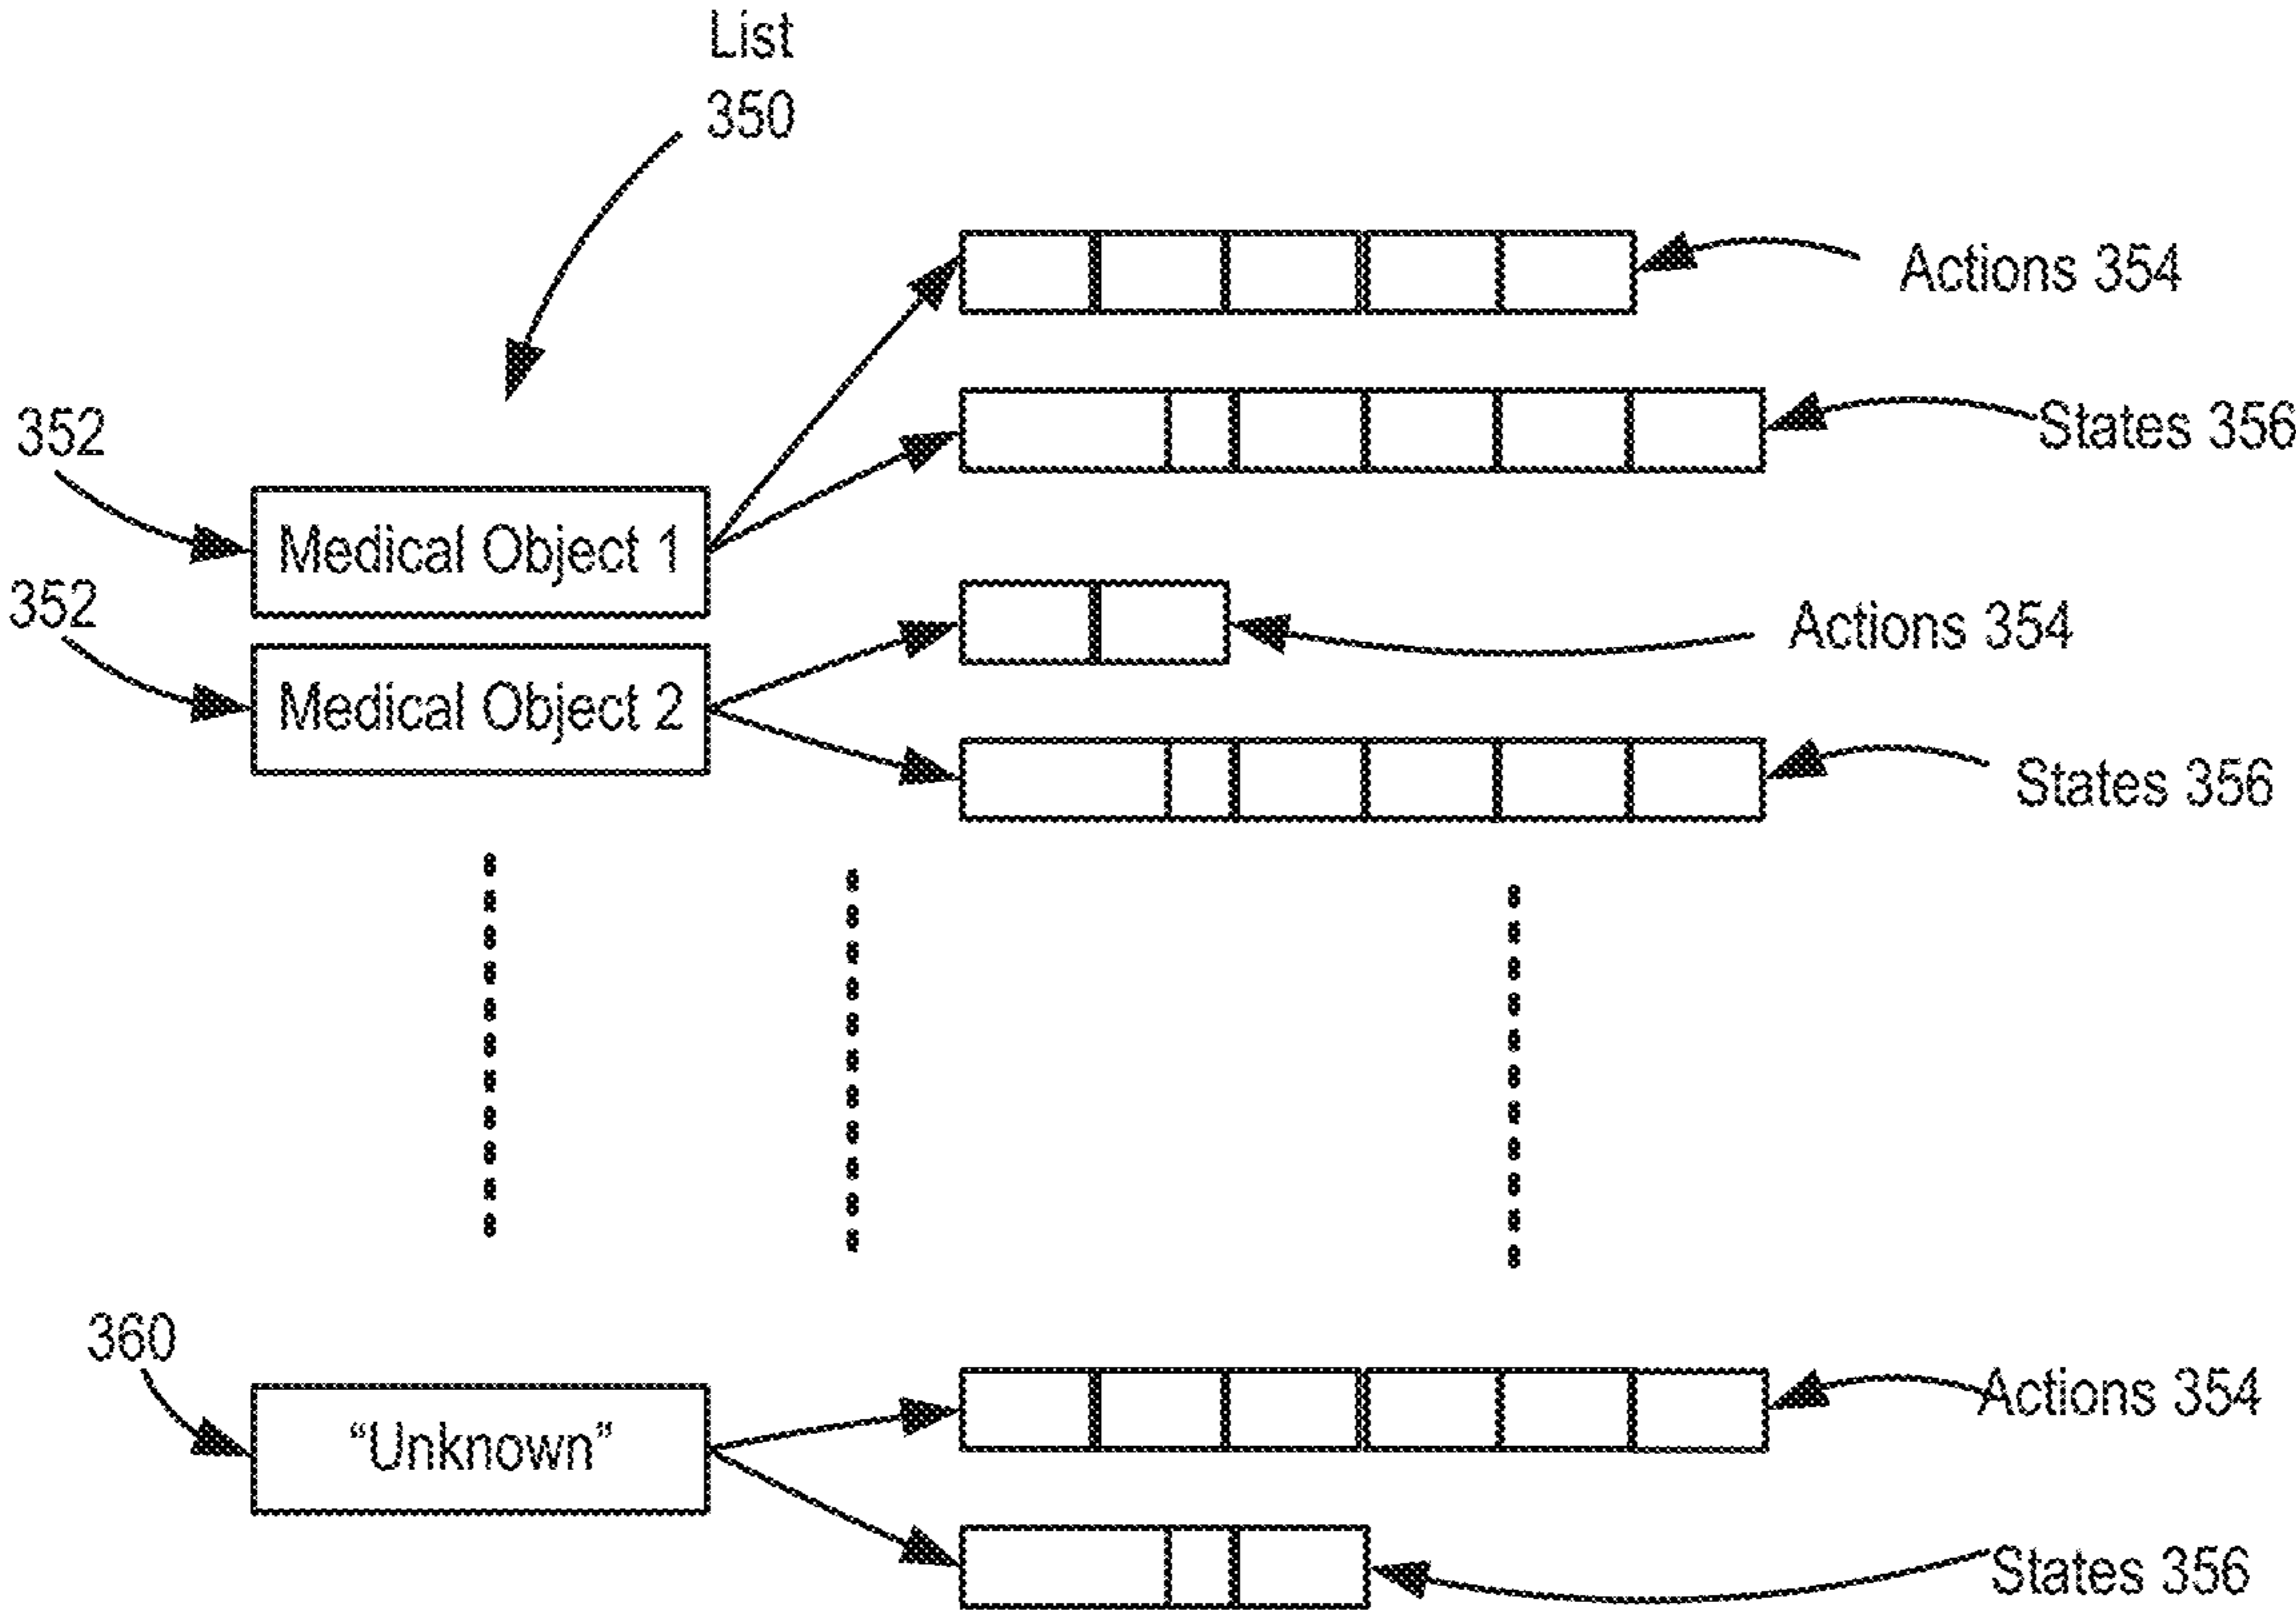 List
350
Actions 354
352
States 356
Medical Object 1
352
Actions 354
Medical Object 2
States 356
360
Actions 354
“Unknown”
States 356